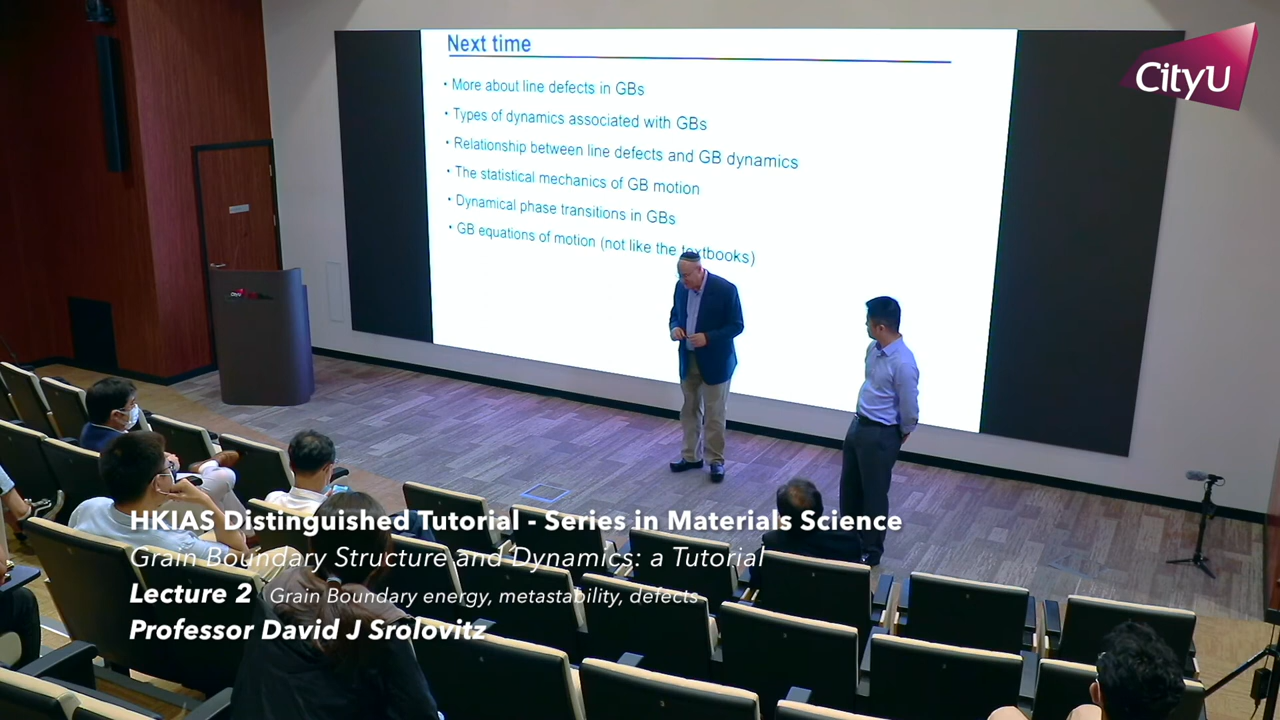 Next time
• More about line defects in GBs
• Types of dynamics associated with GBs
• Relationship between line defects and GB dynamics
• The statistical mechanics of GB motion
• Dynamical phase transitions in GBs
• GB equations of motion (not like the textbooks)
CityU
CityU
HKIAS Distinguished Tutorial - Series in Materials Science
Grain Boundary Structure and Dynamics: a Tutorial
Lecture 2 Grain Boundary energy, metastability, defects
Professor David J Srolovitz